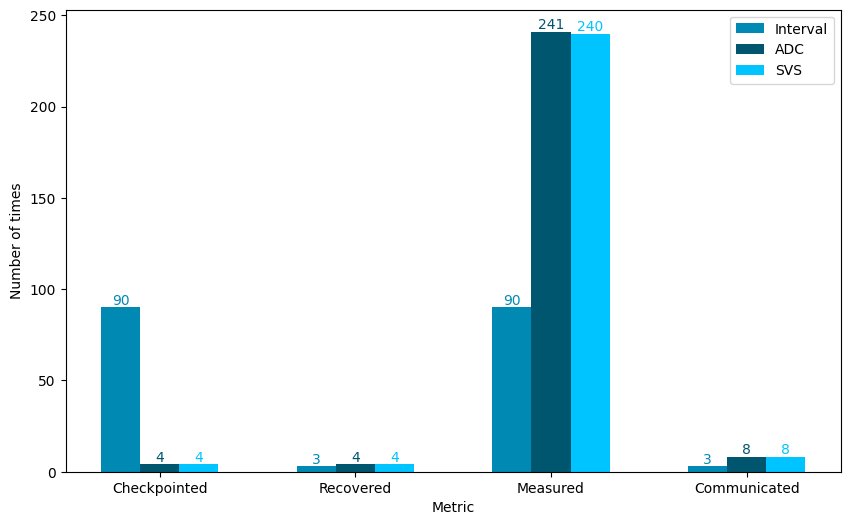 250
200
150
100
50
0
Number of times
Interval
ADC
SVS
90
4
4
3
4
4
90
241
240
3
8
8
Checkpointed
Recovered
Measured
Communicated
Metric